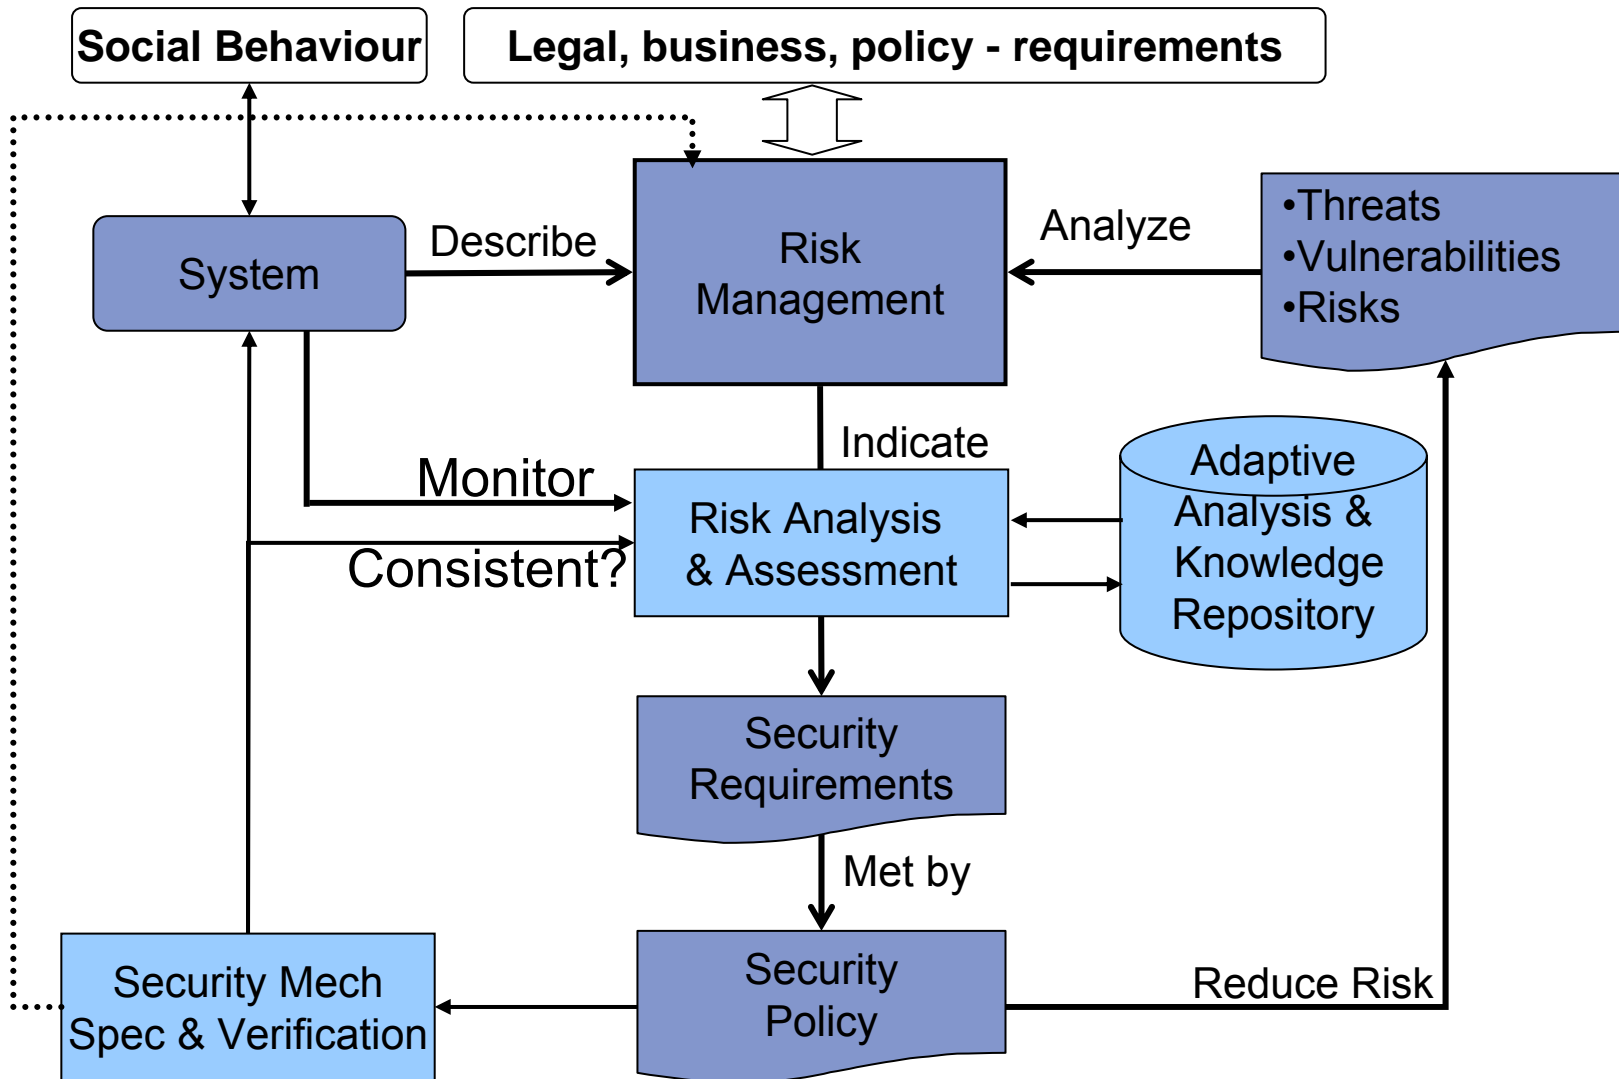 Social Behaviour
Legal, business, policy - requirements
Describe
System
Risk
Management
Analyze
•Threats
•Vulnerabilities
•Risks
Indicate
Monitor
Consistent?
Risk Analysis
& Assessment
Adaptive
Analysis &
Knowledge
Repository
Security
Requirements
Met by
Security Mech
Spec & Verification
Security
Policy
Reduce Risk